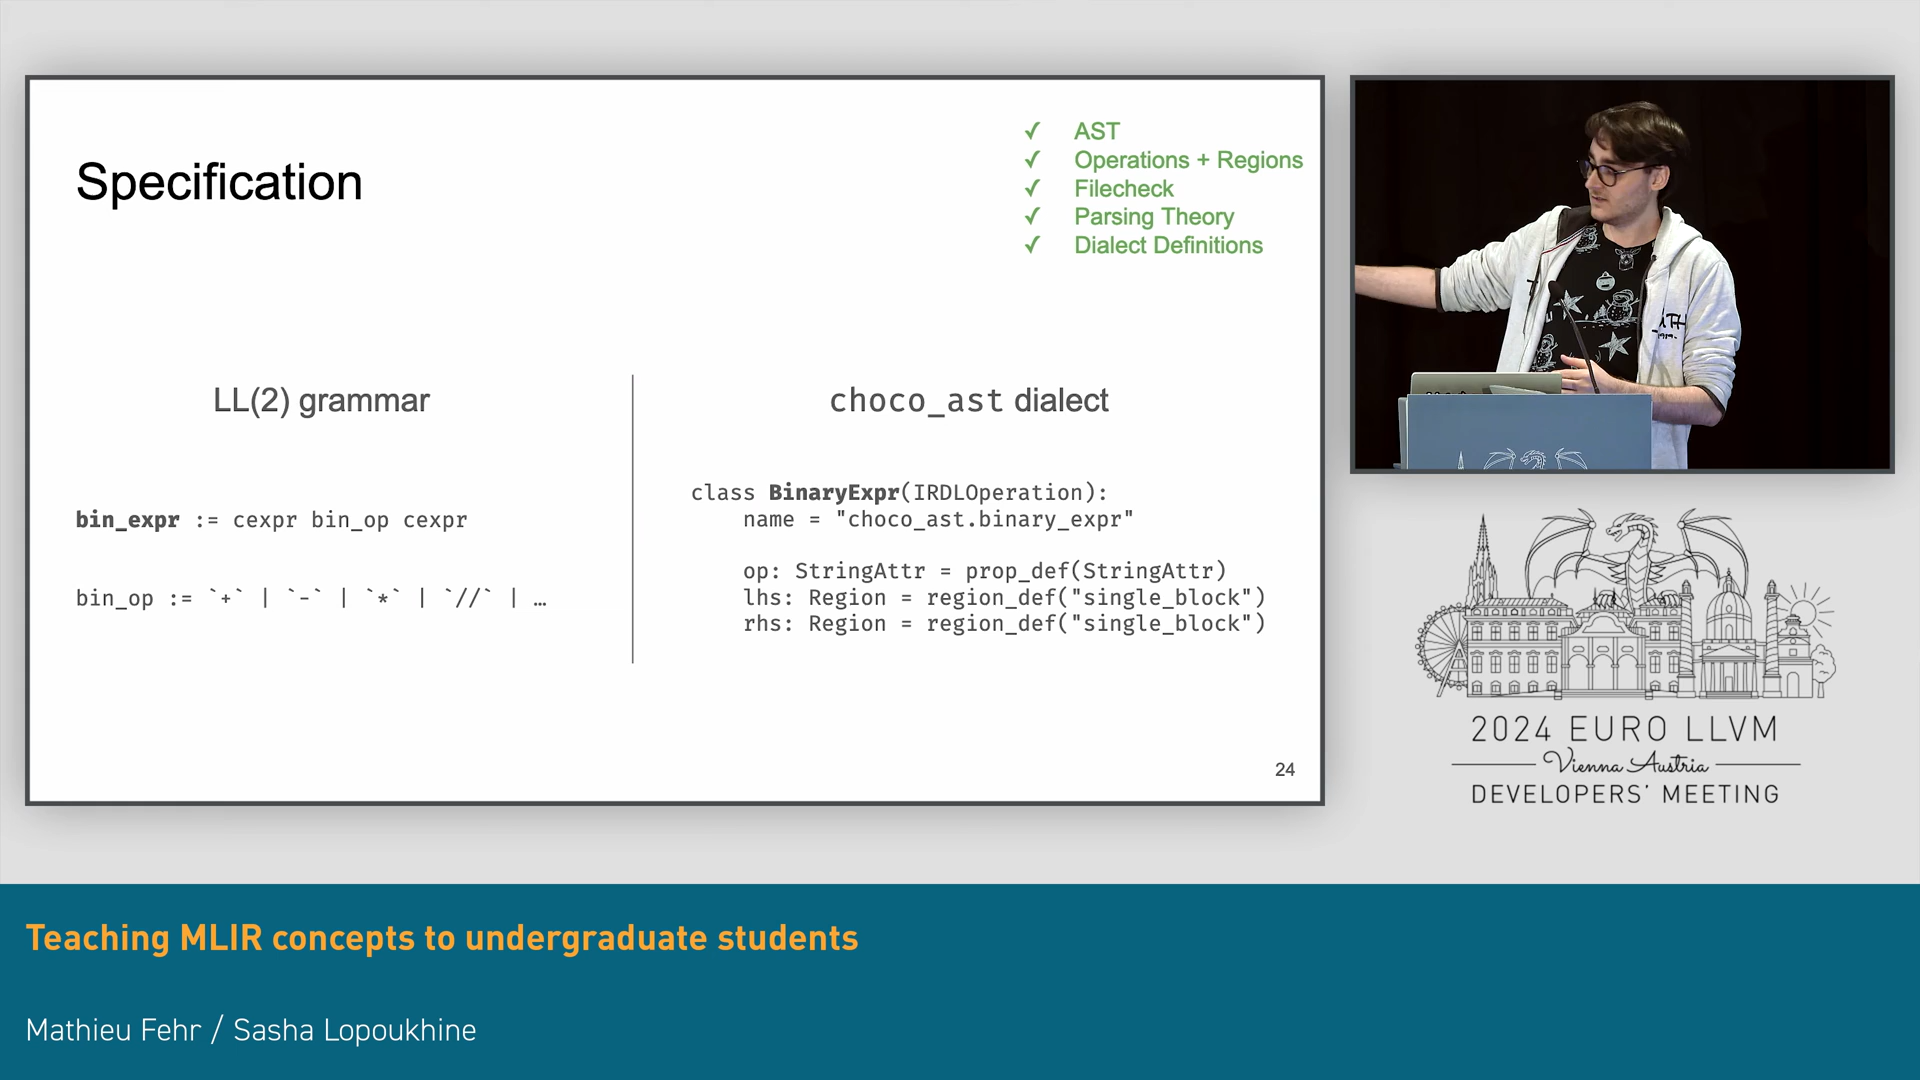 Specification
✓ AST
✓ Operations + Regions
✓ Filecheck
✓ Parsing Theory
✓ Dialect Definitions
LL(2) grammar
bin_expr := cexpr bin_op cexpr
bin_op := `+` | `-` | `*` | `//` | …
choco_ast dialect
class BinaryExpr(IRDLOperation):
name = "choco_ast.binary_expr"
op: StringAttr = prop_def(StringAttr)
lhs: Region = region_def("single_block")
rhs: Region = region_def("single_block")
24
2024 EURO LLVM
Vienna Austria
DEVELOPERS' MEETING
Teaching MLIR concepts to undergraduate students
Mathieu Fehr / Sasha Lopoukhine